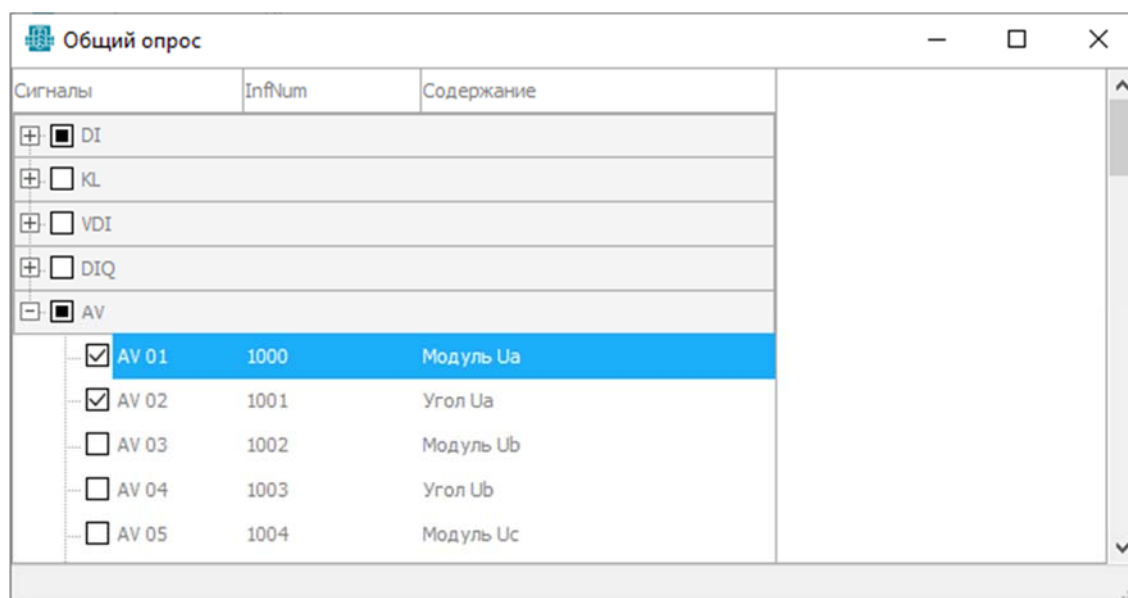 Общий опрос
Сигналы InfNum Содержание
DI
KL
VDI
DIQ
AV
AV 01 1000 Модуль Ua
AV 02 1001 Угол Ua
AV 03 1002 Модуль Ub
AV 04 1003 Угол Ub
AV 05 1004 Модуль Uc